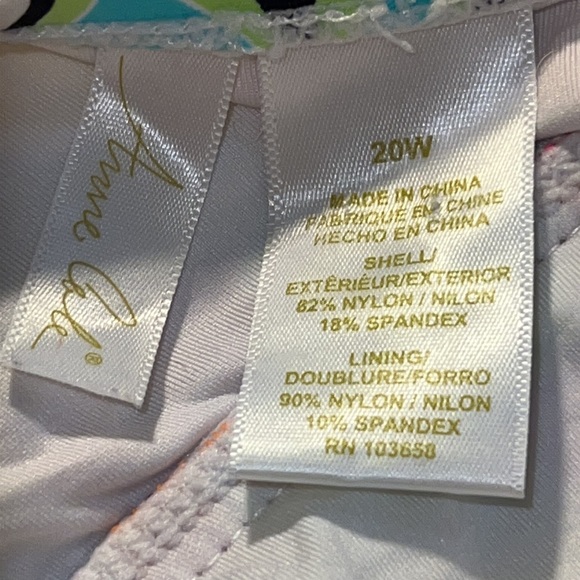 Anne Cole®
20W
MADE IN CHINA
FABRIQUE EN CHINE
HECHO EN CHINA
SHELL/
EXTÉRIEUR/EXTERIOR
82% NYLON / NILON
18% SPANDEX
LINING/
DOUBLURE/FORRO
90% NYLON / NILON
10% SPANDEX
RN 103658